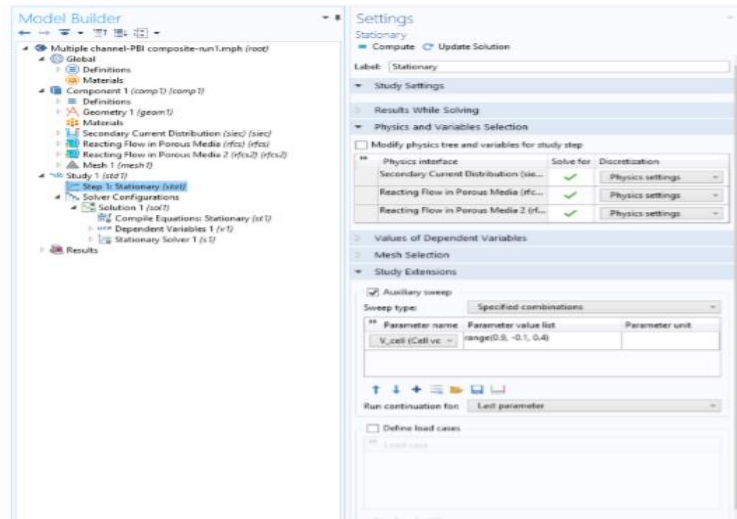 Model Builder
Multiple channel-PBI composite-run1.mph (root)
Global
Definitions
Materials
Component 1 (comp1) (comp1)
Definitions
Geometry 1 (geom1)
Materials
Secondary Current Distribution (siec) (siec)
Reacting Flow in Porous Media (rfcs) (rfcs)
Reacting Flow in Porous Media 2 (rfcs2) (rfcs2)
Mesh 1 (mesh1)
Study 1 (std1)
Step 1: Stationary (stat)
Solver Configurations
Solution 1 (sol1)
Compile Equations: Stationary (st1)
Dependent Variables 1 (v1)
Stationary Solver 1 (s1)
Results
Settings
Stationary
Compute Update Solution
Label: Stationary
Study Settings
Results While Solving
Physics and Variables Selection
Modify physics tree and variables for study step
Physics interface Solve for Discretization
Secondary Current Distribution (sie... Physics settings
Reacting Flow in Porous Media (rfc... Physics settings
Reacting Flow in Porous Media 2 (rf... Physics settings
Values of Dependent Variables
Mesh Selection
Study Extensions
Auxiliary sweep
Sweep type: Specified combinations
Parameter name Parameter value list Parameter unit
V_cell (Cell vc range(0.9, -0.1, 0.4)
Run continuation for: Last parameter
Define load cases
Load case